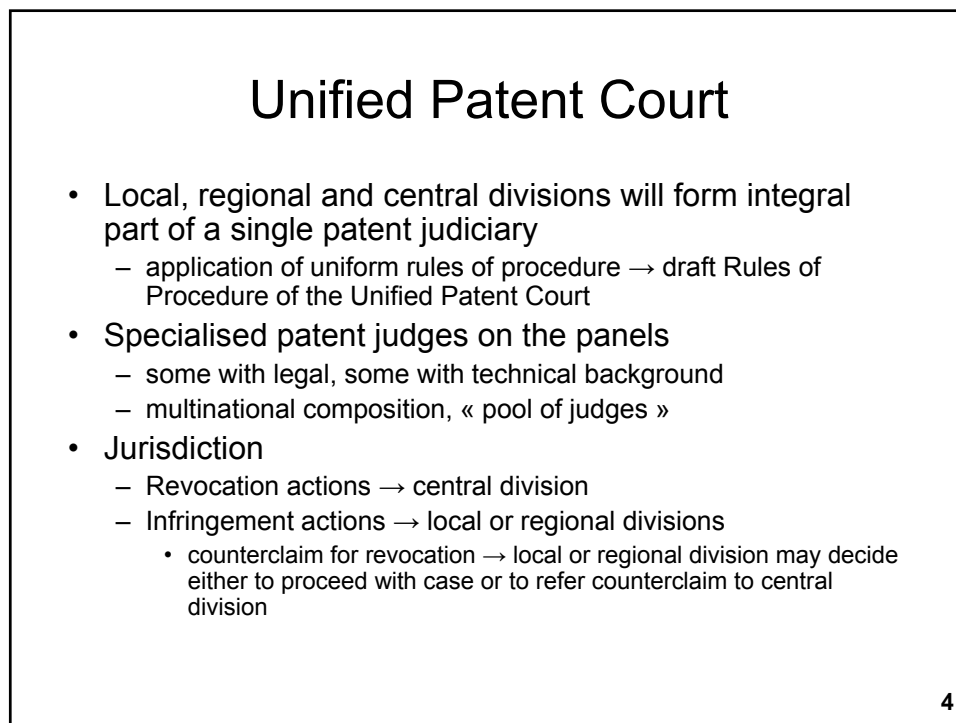 Unified Patent Court
• Local, regional and central divisions will form integral
part of a single patent judiciary
– application of uniform rules of procedure → draft Rules of
Procedure of the Unified Patent Court
• Specialised patent judges on the panels
– some with legal, some with technical background
– multinational composition, « pool of judges »
• Jurisdiction
– Revocation actions → central division
– Infringement actions → local or regional divisions
• counterclaim for revocation → local or regional division may decide
either to proceed with case or to refer counterclaim to central
division
4